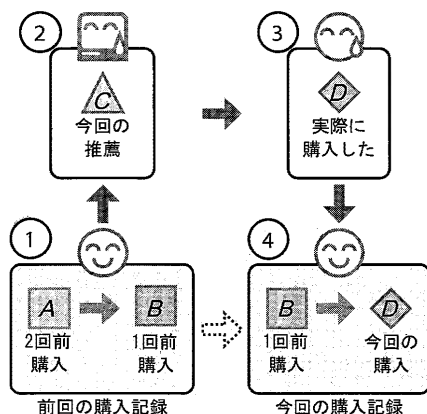 ②
C
今回の
推薦
③
D
実際に
購入した
①
A
2回前
購入
B
1回前
購入
前回の購入記録
④
B
1回前
購入
D
今回の
購入
今回の購入記録